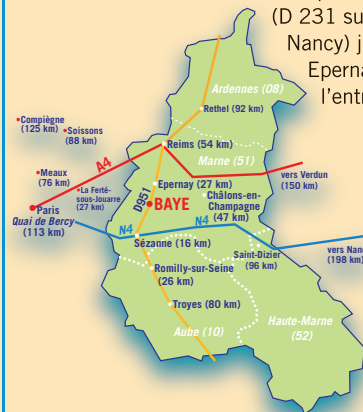 (D 231 su
Nancy) j
Eperna
l'entr
Ardennes (08)
Rethel (92 km)
Compiègne
(125 km)
Soissons
(88 km)
Reims (54 km)
A4
Marne (51)
Meaux
(76 km)
La Ferté-
sous-Jouarre
(27 km)
vers Verdun
(150 km)
Epernay (27 km)
D951
BAYE
Châlons-en-
Champagne
(47 km)
Paris
Quai de Bercy
(113 km)
N4
N4
Sézanne (16 km)
Saint-Dizier
(96 km)
vers Nanc
(198 km)
Romilly-sur-Seine
(26 km)
Troyes (80 km)
Aube (10)
Haute-Marne
(52)